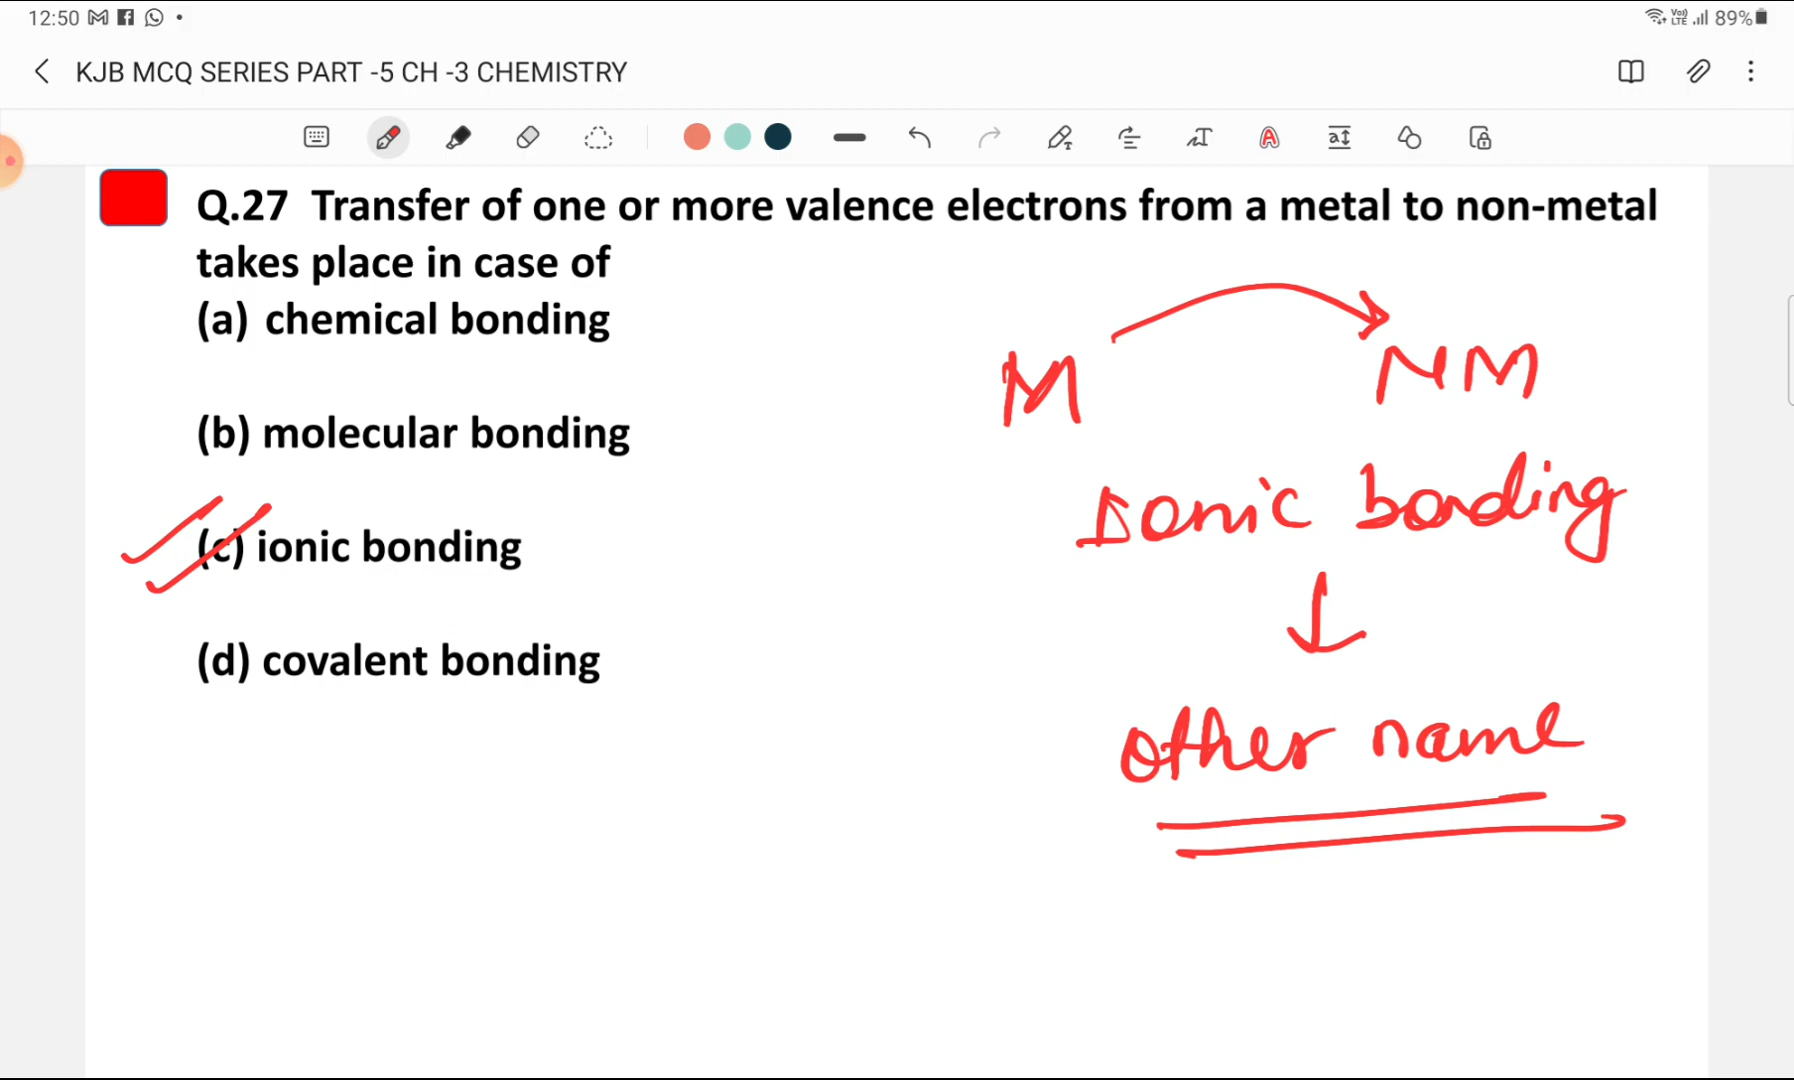 12:50
Vo) LTE 89%
KJB MCQ SERIES PART -5 CH -3 CHEMISTRY
Q.27 Transfer of one or more valence electrons from a metal to non-metal
takes place in case of
(a) chemical bonding
M NM
(b) molecular bonding
Ionic bonding
(c) ionic bonding
(d) covalent bonding
other name